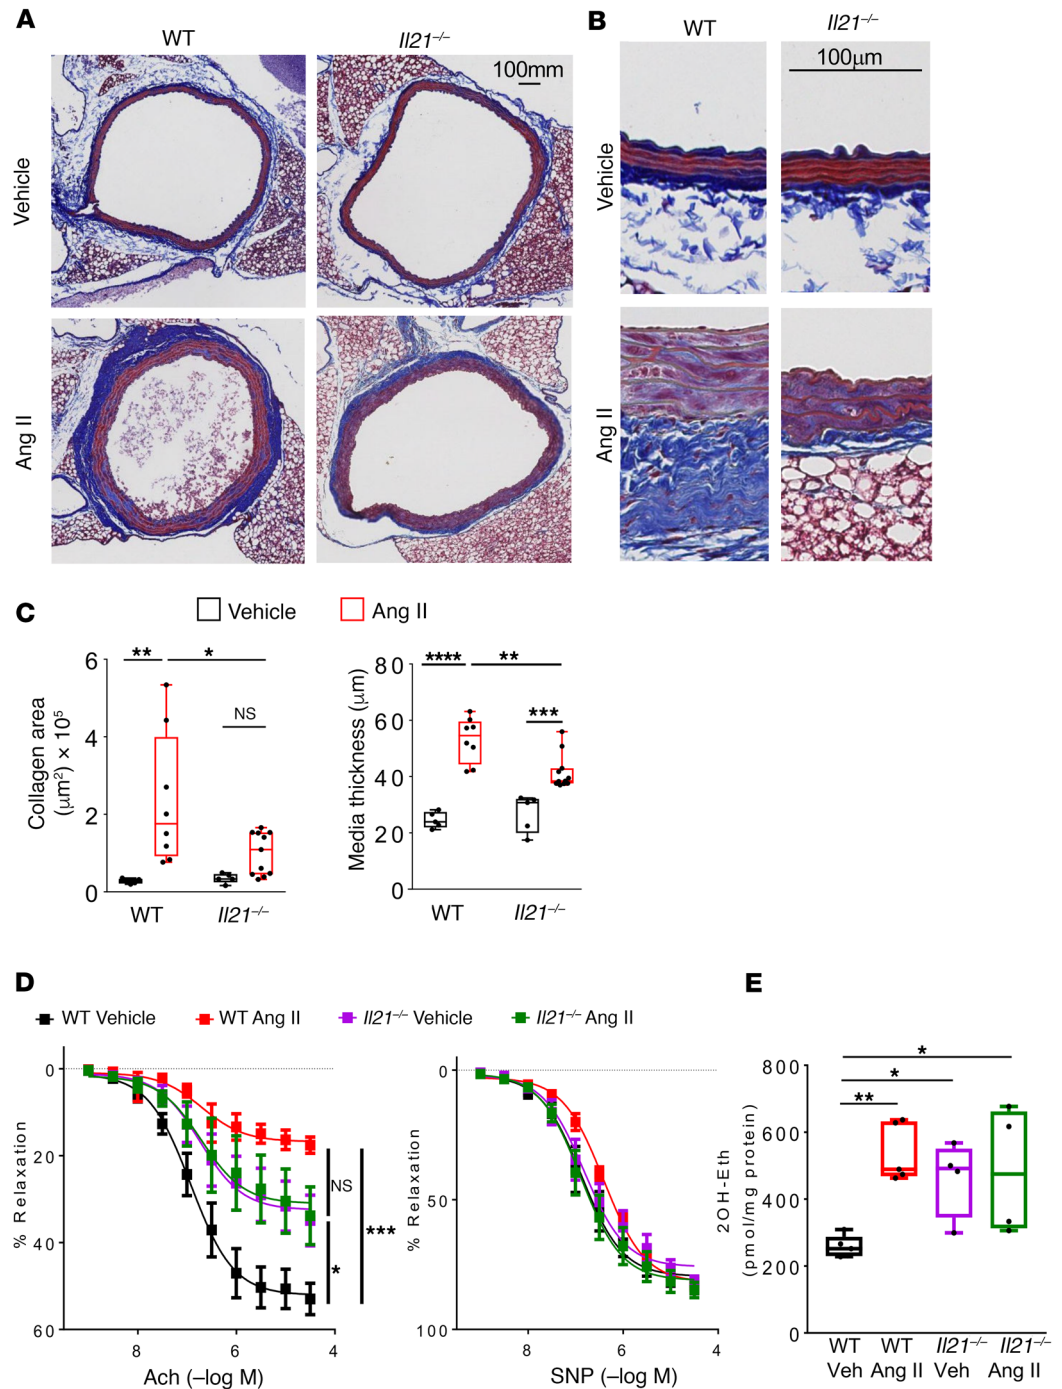 A
WT
Il21–/–
100mm
Vehicle
Ang II
B
WT
Il21–/–
100μm
Vehicle
Ang II
C
Vehicle
Ang II
Collagen area
(μm²) × 10⁵
6
4
2
0
**
*
NS
WT
Il21–/–
Media thickness (μm)
80
60
40
20
0
****
**
***
WT
Il21–/–
D
WT Vehicle
WT Ang II
Il21–/– Vehicle
Il21–/– Ang II
% Relaxation
0
20
40
60
NS
*
***
8
6
4
Ach (–log M)
% Relaxation
0
50
100
8
6
4
SNP (–log M)
E
2OH-Eth
(pmol/mg protein)
800
600
400
200
0
*
*
**
WT
Veh
WT
Ang II
Il21–/–
Veh
Il21–/–
Ang II